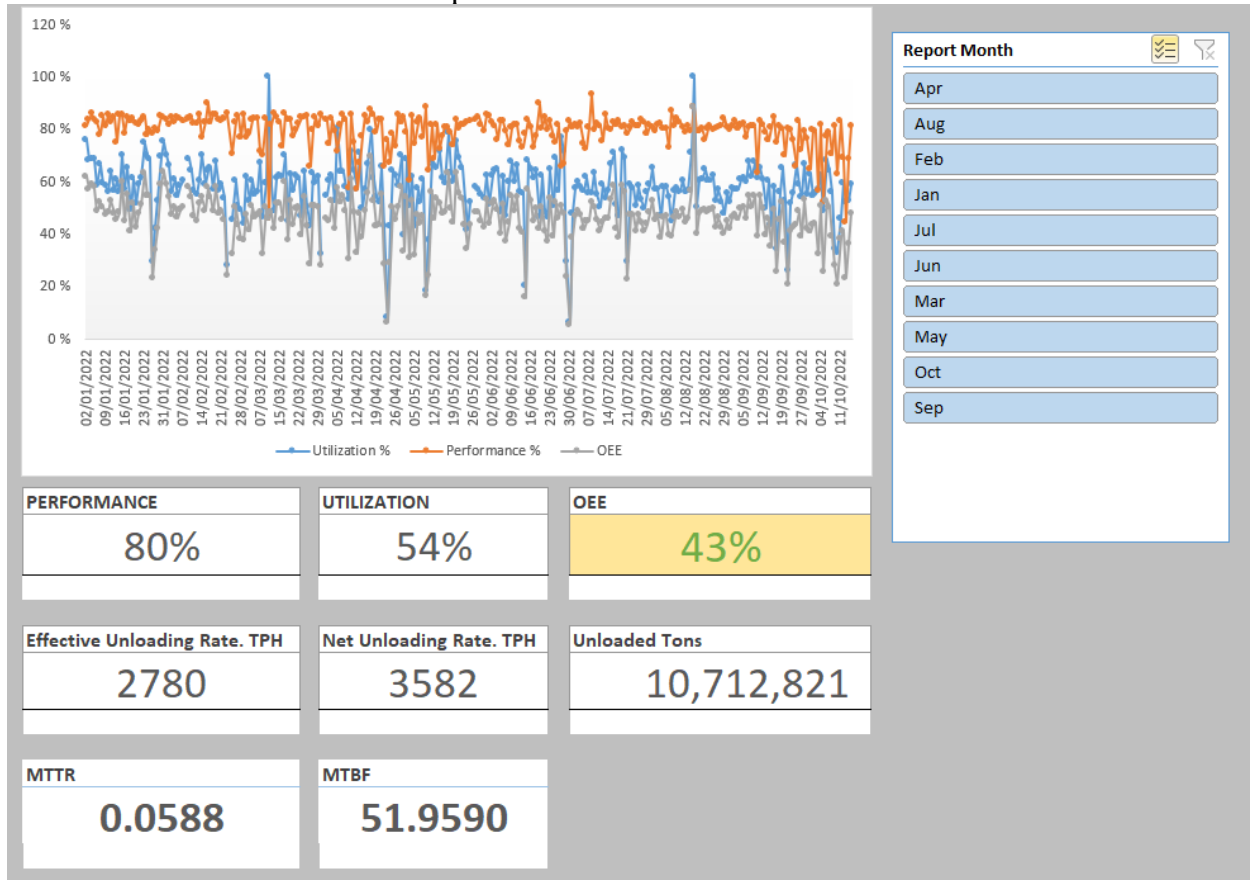 120 %
100 %
80 %
60 %
40 %
20 %
0 %
02/01/2022
09/01/2022
16/01/2022
23/01/2022
31/01/2022
07/02/2022
14/02/2022
21/02/2022
28/02/2022
07/03/2022
15/03/2022
22/03/2022
29/03/2022
05/04/2022
12/04/2022
19/04/2022
26/04/2022
05/05/2022
12/05/2022
19/05/2022
26/05/2022
02/06/2022
09/06/2022
16/06/2022
23/06/2022
30/06/2022
07/07/2022
14/07/2022
21/07/2022
29/07/2022
05/08/2022
12/08/2022
22/08/2022
29/08/2022
05/09/2022
12/09/2022
19/09/2022
27/09/2022
04/10/2022
11/10/2022
Utilization % Performance % OEE
Report Month
Apr
Aug
Feb
Jan
Jul
Jun
Mar
May
Oct
Sep
PERFORMANCE UTILIZATION OEE
80% 54% 43%
Effective Unloading Rate. TPH Net Unloading Rate. TPH Unloaded Tons
2780 3582 10,712,821
MTTR MTBF
0.0588 51.9590